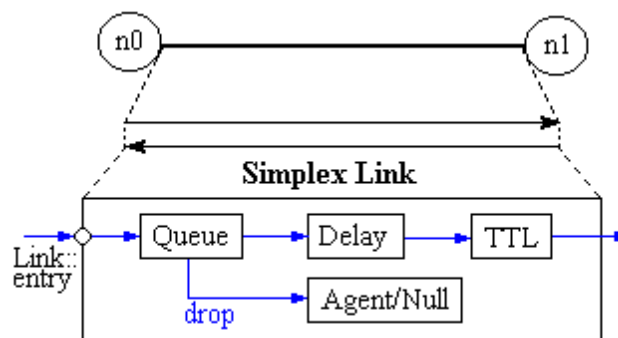 n0
n1
Simplex Link
Queue
Delay
TTL
Link::
entry
drop
Agent/Null